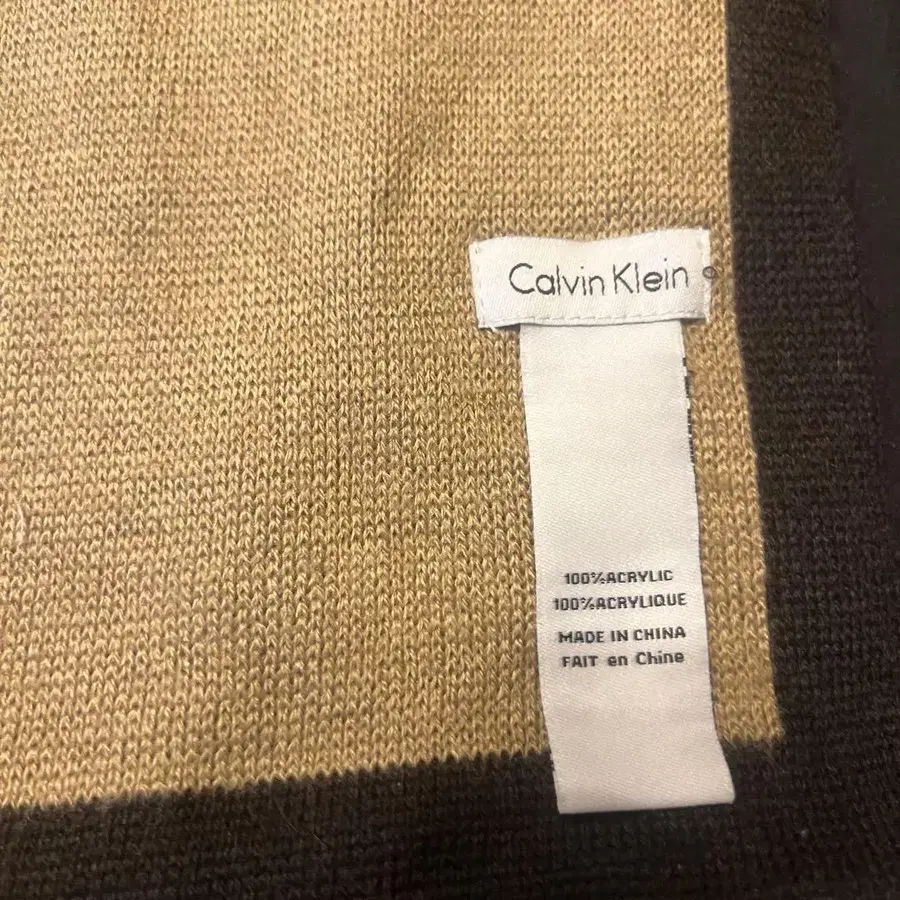 Calvin Klein
100%ACRYLIC
100%ACRYLIQUE
MADE IN CHINA
FAIT en Chine